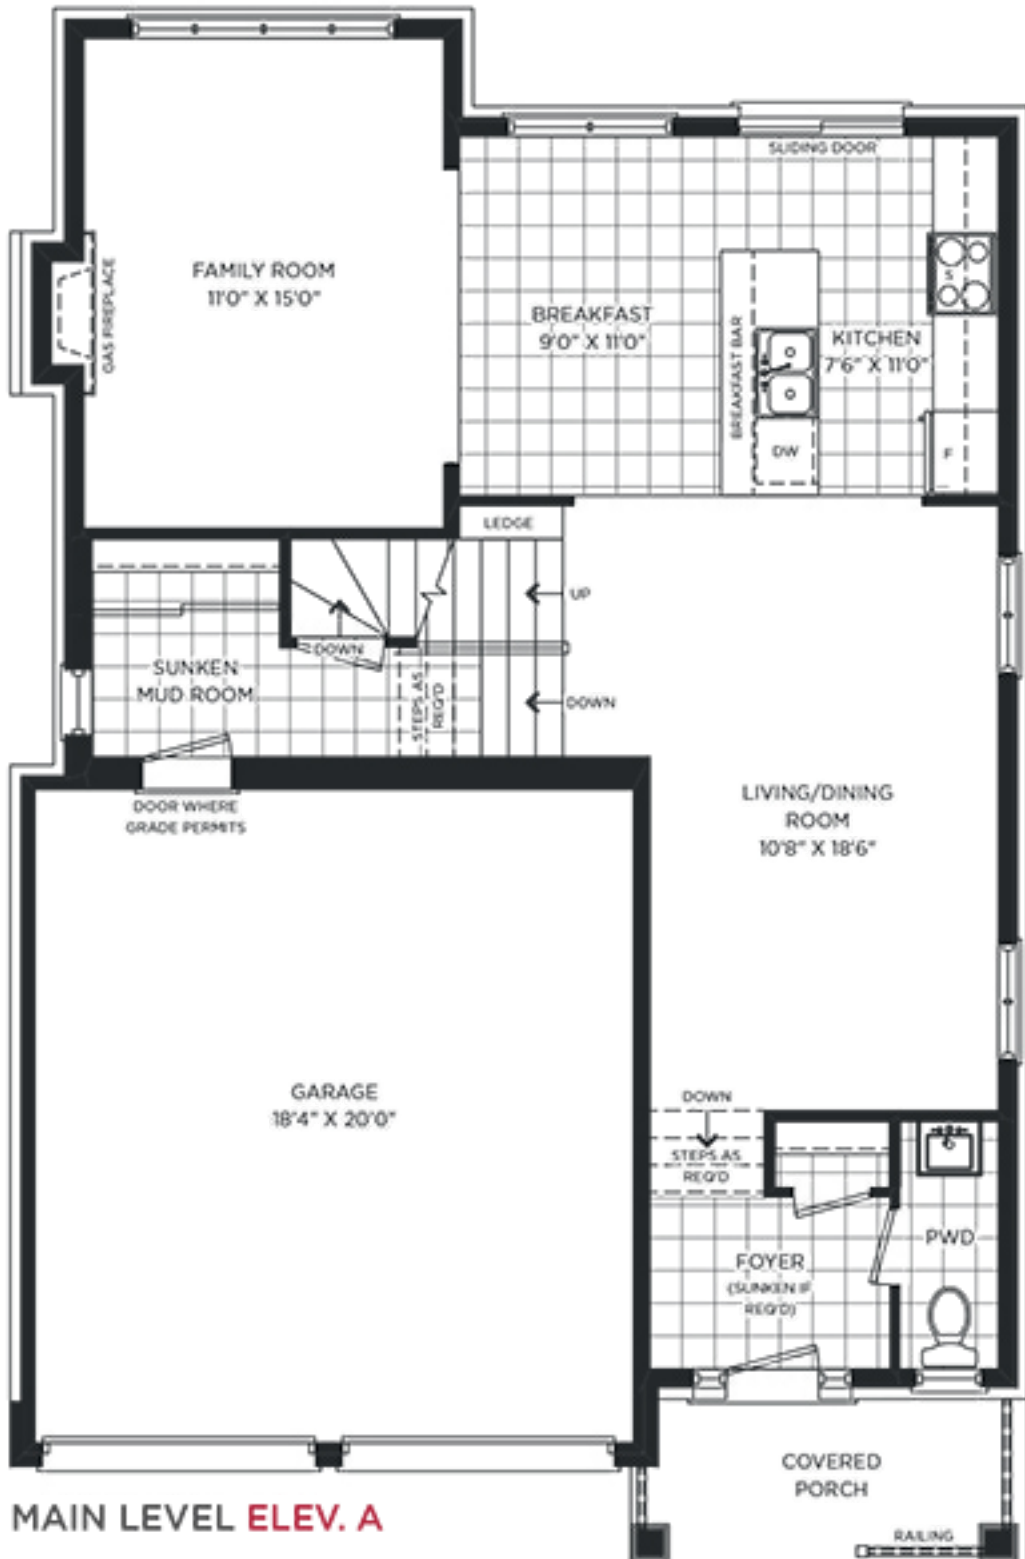 SLIDING DOOR
FAMILY ROOM
11'0" X 15'0"
GAS FIREPLACE
BREAKFAST
9'0" X 11'0"
BREAKFAST BAR
KITCHEN
7'6" X 11'0"
S
DW
F
LEDGE
UP
DOWN
SUNKEN
MUD ROOM
STEPS AS
REQ'D
DOWN
DOOR WHERE
GRADE PERMITS
LIVING/DINING
ROOM
10'8" X 18'6"
GARAGE
18'4" X 20'0"
DOWN
STEPS AS
REQ'D
FOYER
(SUNKEN IF
REQ'D)
PWD
COVERED
PORCH
RAILING
MAIN LEVEL ELEV. A